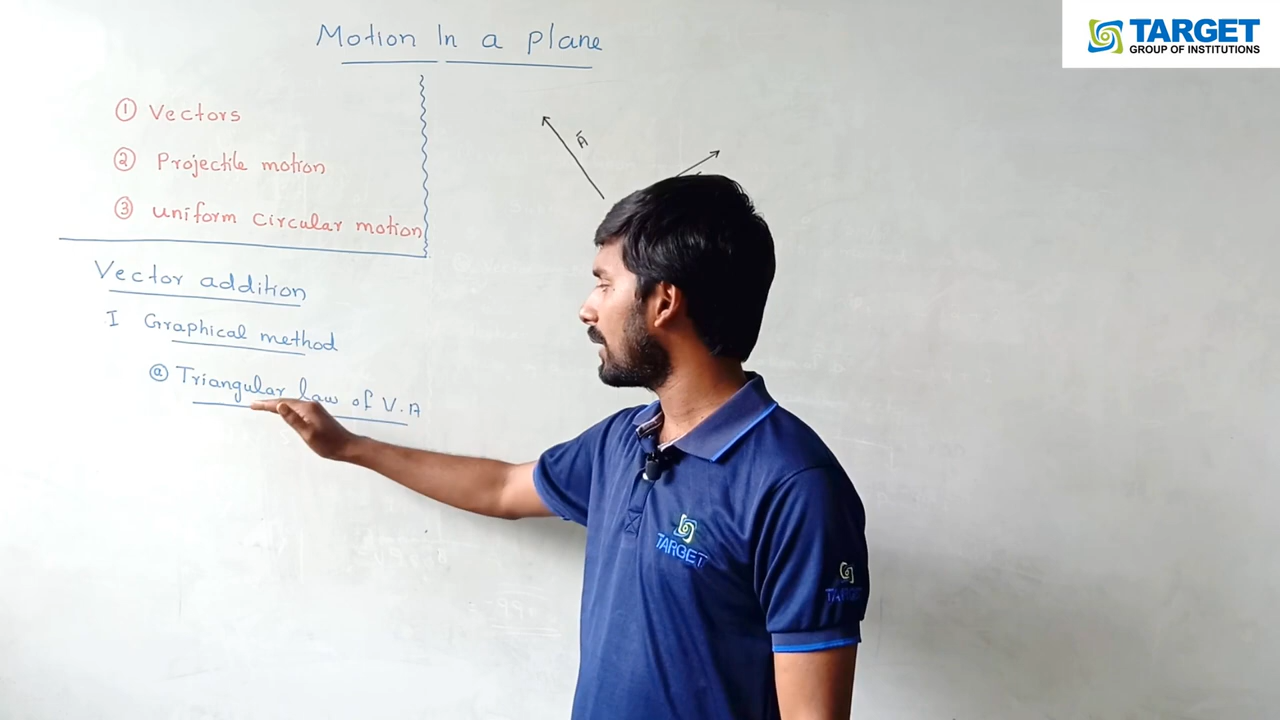 Motion In a plane
① Vectors
② Projectile motion
③ uniform circular motion
Vector addition
I Graphical method
ⓐ Triangular law of V.A
A
TARGET
GROUP OF INSTITUTIONS
TARGET